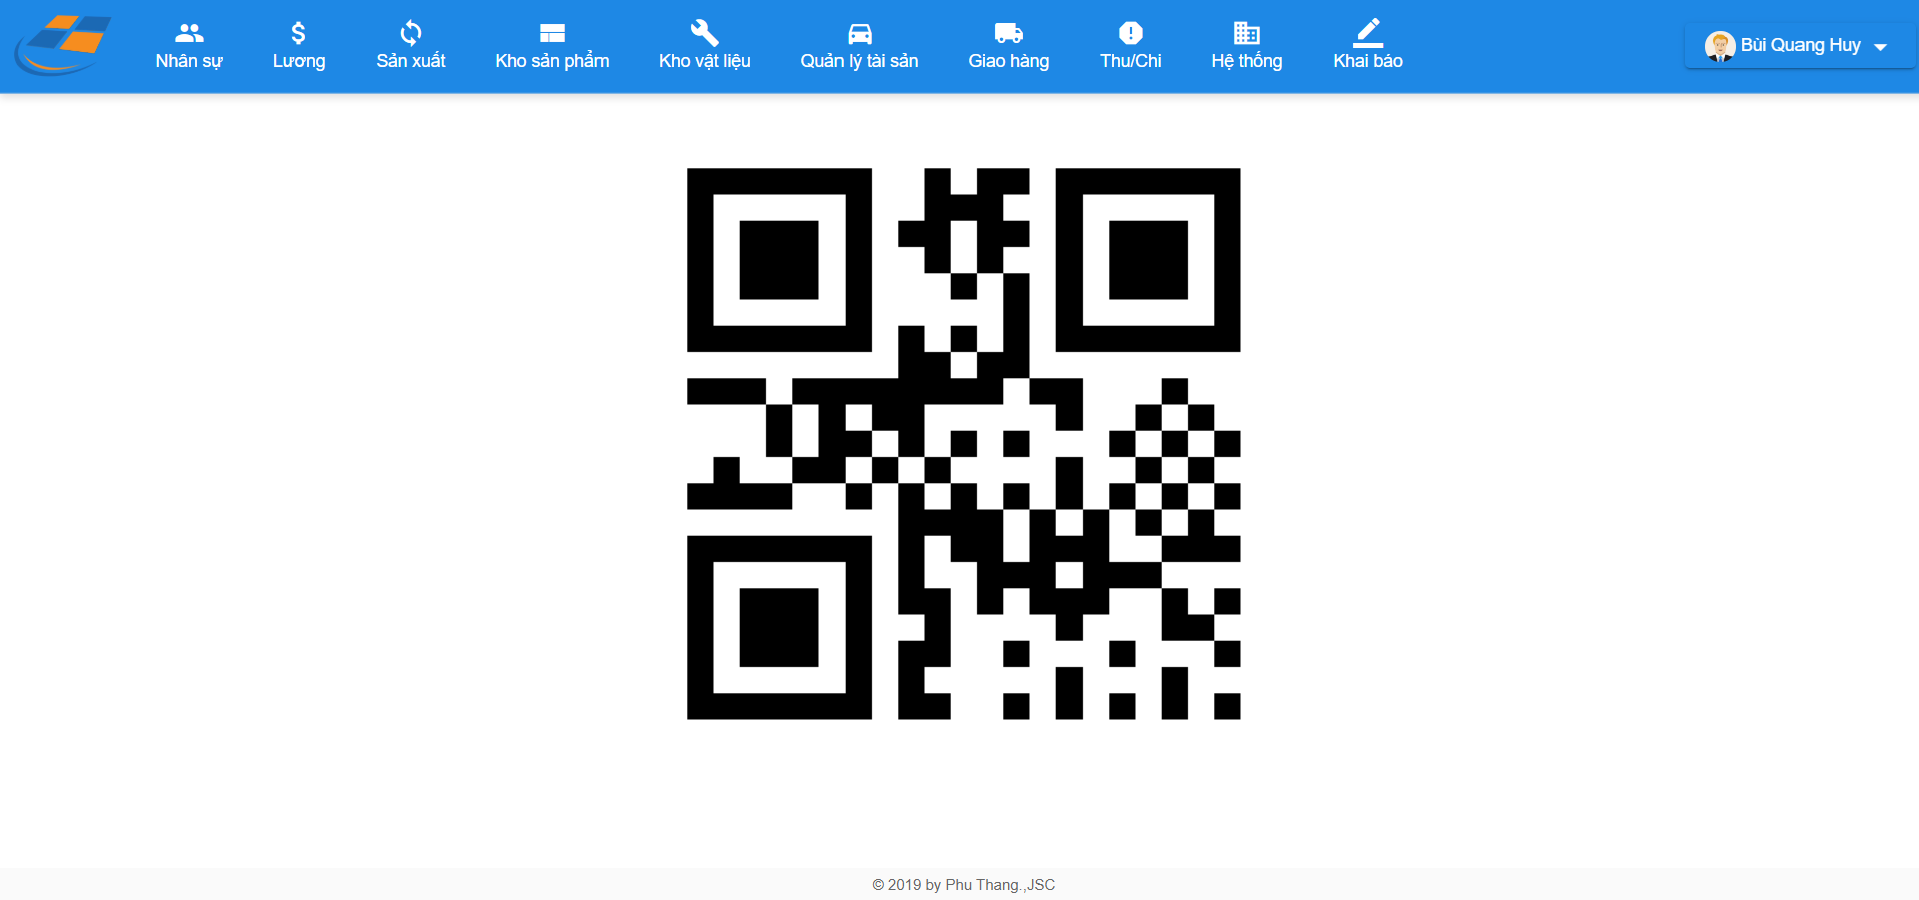 Nhân sự Lương Sản xuất Kho sản phẩm Kho vật liệu Quản lý tài sản Giao hàng Thu/Chi Hệ thống Khai báo Bùi Quang Huy
© 2019 by Phu Thang.,JSC